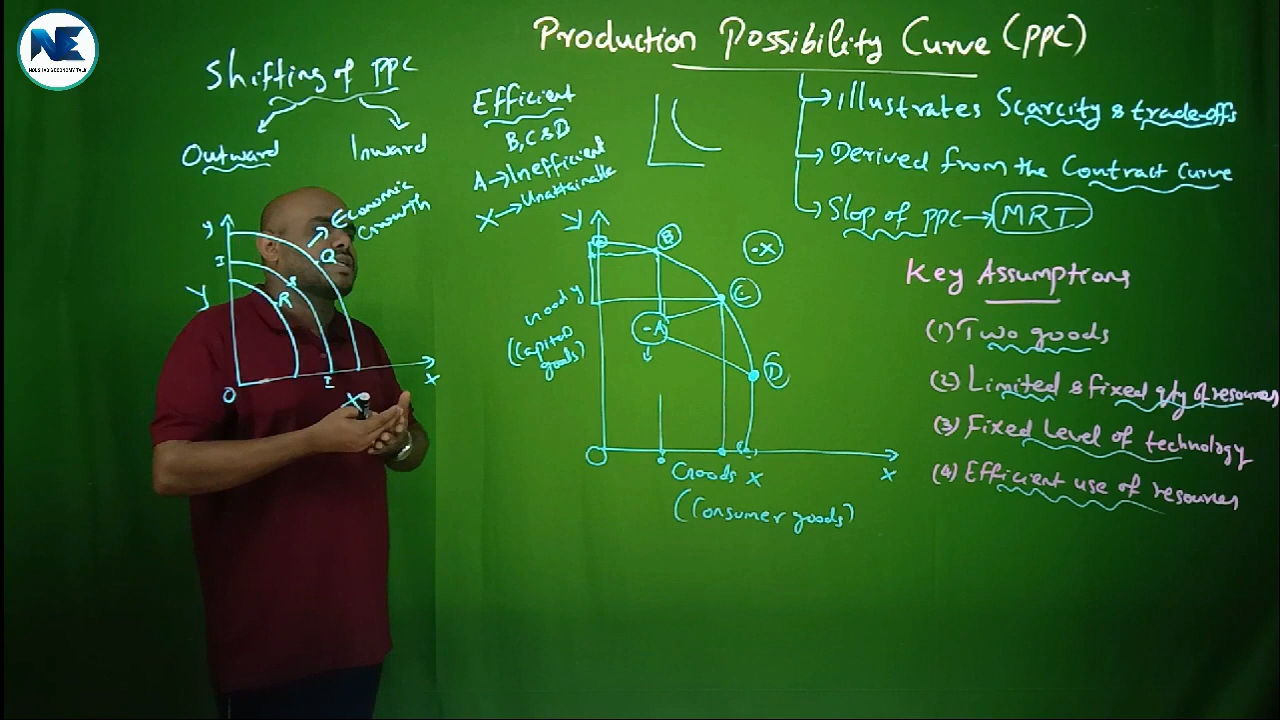 NE
Production Possibility Curve (PPC)
Illustrates Scarcity & trade-offs
Derived from the Contract Curve
Slop of PPC → MRT
Shifting of PPC
Outward
Inward
Economic
Growth
y
I
y
R
S
Q
O
I
X
x
Efficient
B, C & D
A → Inefficient
X → Unattainable
y
B
-X
C
-A
D
Goods y
(Capital
goods)
O
Goods x
x
(Consumer goods)
Key Assumptions
(1) Two goods
(2) Limited & fixed qty of resources
(3) Fixed Level of technology
(4) Efficient use of resources